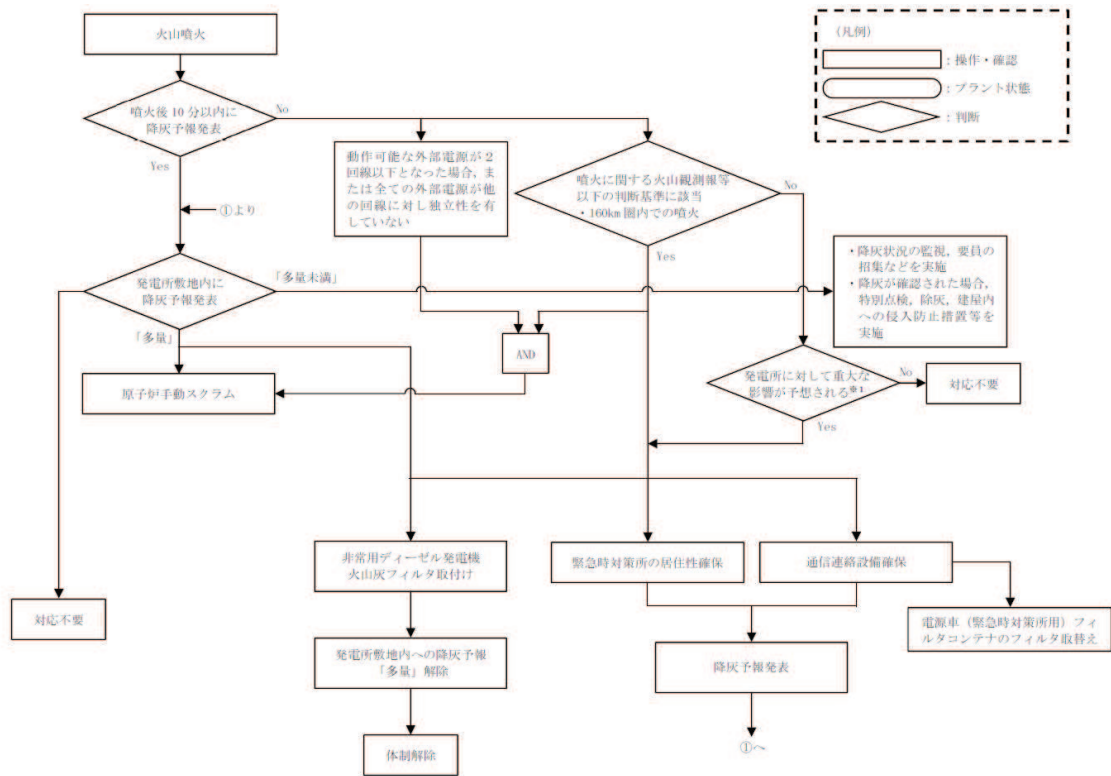 火山噴火
(凡例)
:操作・確認
:プラント状態
:判断
噴火後10分以内に
降灰予報発表
No
Yes
動作可能な外部電源が2
回線以下となった場合,ま
たは全ての外部電源が他
の回線に対し独立性を有
していない
噴火に関する火山観測報等
以下の判断基準に該当
・160km圏内での噴火
No
Yes
①より
発電所敷地内に
降灰予報発表
「多量未満」
「多量」
・降灰状況の監視,要員の
招集などを実施
・降灰が確認された場合,
特別点検,除灰,建屋内
への侵入防止措置等を
実施
AND
原子炉手動スクラム
発電所に対して重大な
影響が予想される※1
No
対応不要
Yes
非常用ディーゼル発電機
火山灰フィルタ取付け
緊急時対策所の居住性確保
通信連絡設備確保
対応不要
電源車(緊急時対策所用)フィ
ルタコンテナのフィルタ取替え
発電所敷地内への降灰予報
「多量」解除
降灰予報発表
体制解除
①へ